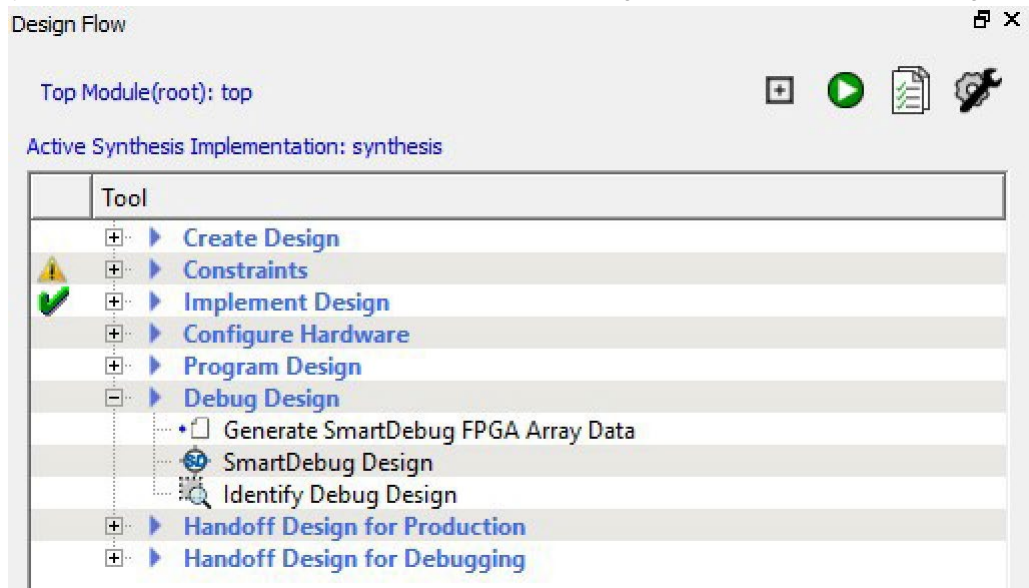 Design Flow
Top Module(root): top
Active Synthesis Implementation: synthesis
Tool
Create Design
Constraints
Implement Design
Configure Hardware
Program Design
Debug Design
Generate SmartDebug FPGA Array Data
SD SmartDebug Design
Identify Debug Design
Handoff Design for Production
Handoff Design for Debugging